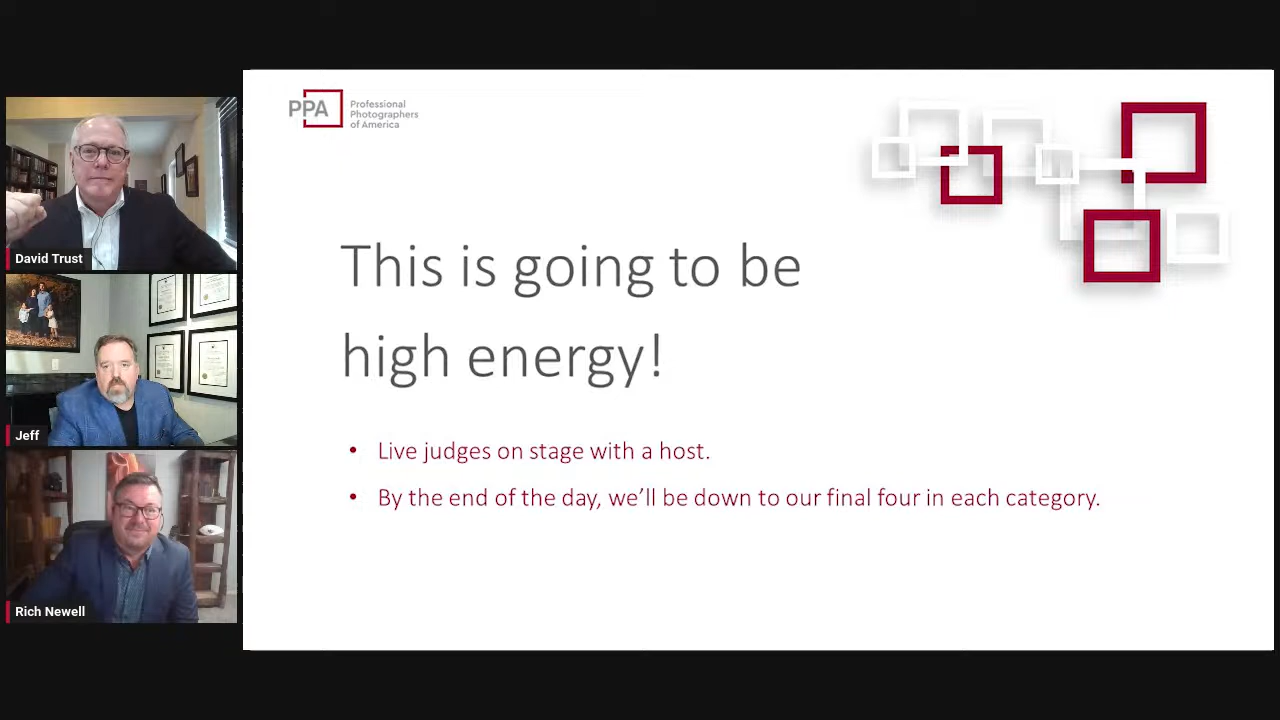 PPA
Professional
Photographers
of America
This is going to be
high energy!
• Live judges on stage with a host.
• By the end of the day, we'll be down to our final four in each category.
David Trust
Jeff
Rich Newell